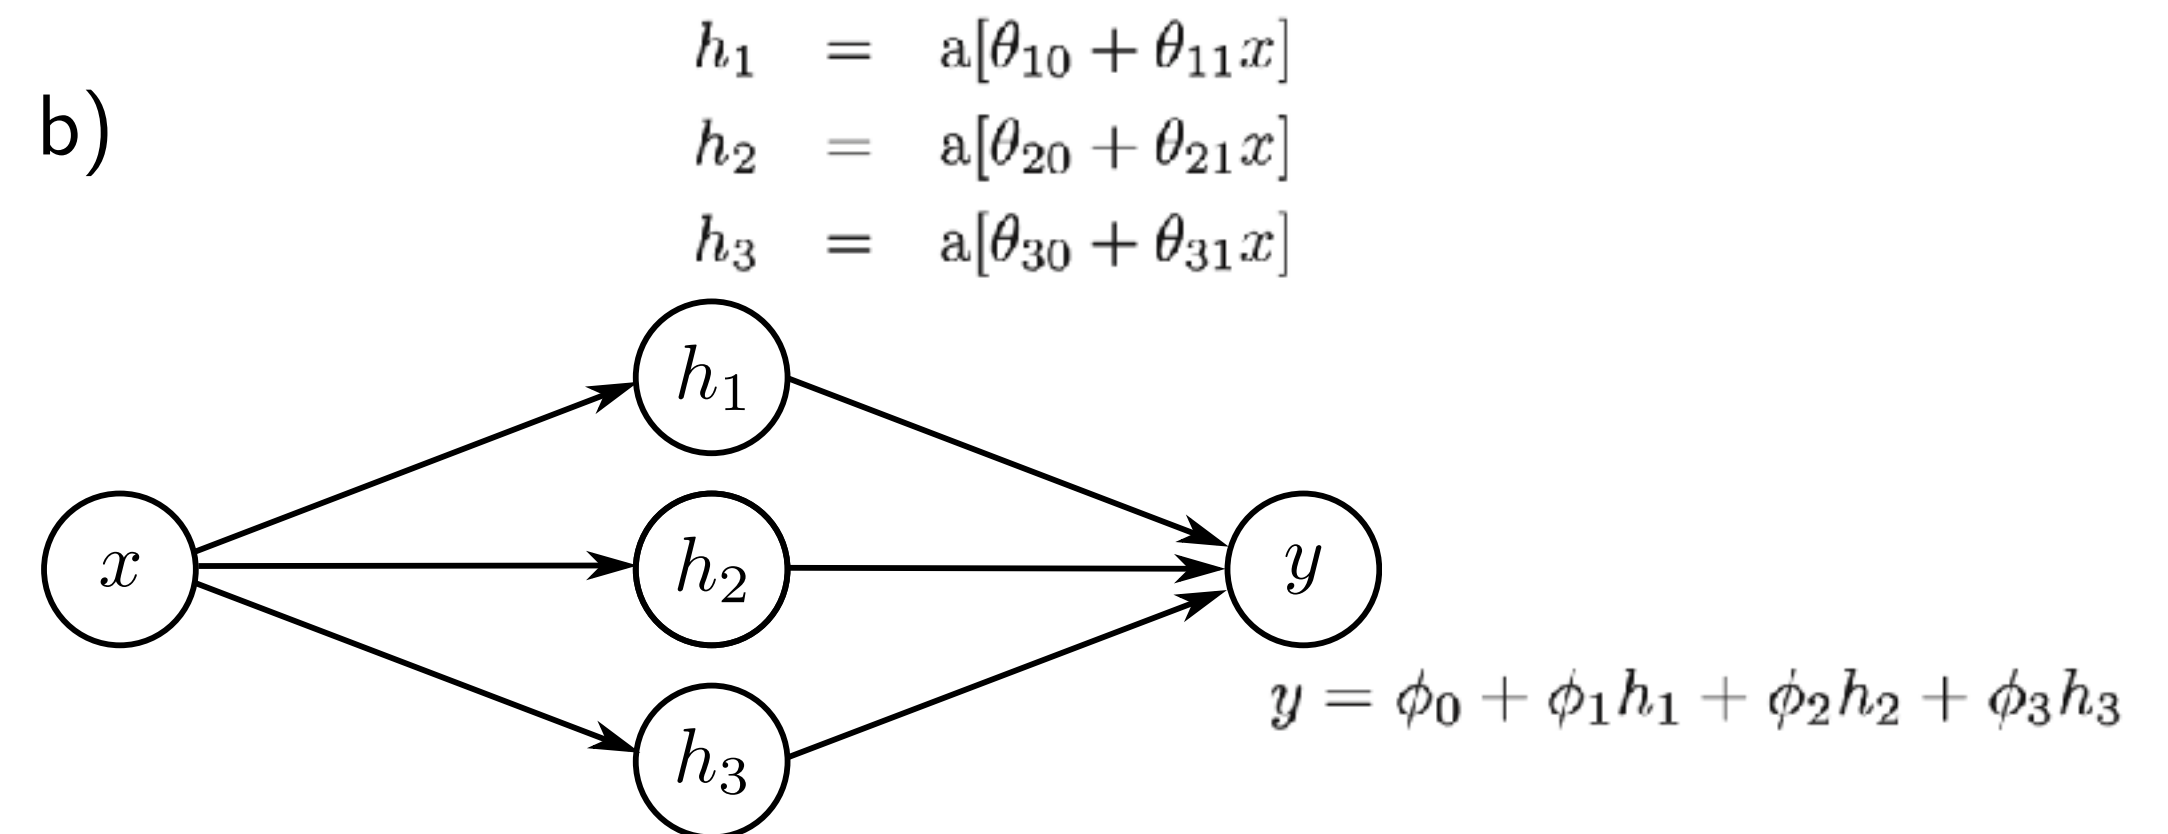 h₁ = a[θ₁₀ + θ₁₁x]
b)
h₂ = a[θ₂₀ + θ₂₁x]
h₃ = a[θ₃₀ + θ₃₁x]
h₁
x
h₂
y
y = ϕ₀ + ϕ₁h₁ + ϕ₂h₂ + ϕ₃h₃
h₃